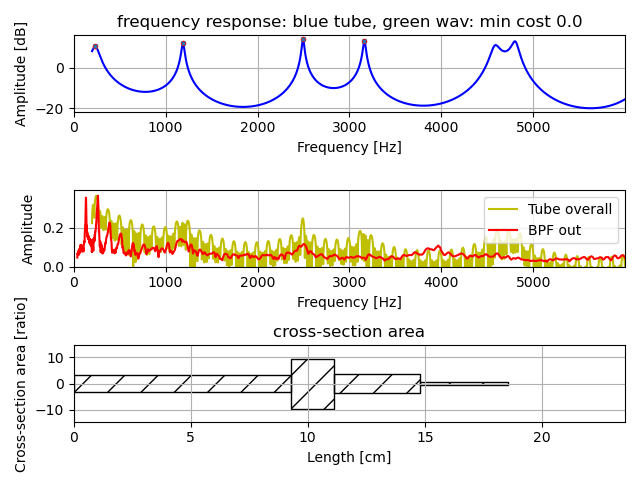 frequency response: blue tube, green wav: min cost 0.0
Amplitude [dB]
0
−20
0 1000 2000 3000 4000 5000
Frequency [Hz]
Amplitude
0.2
0.0
Tube overall
BPF out
0 1000 2000 3000 4000 5000
Frequency [Hz]
cross-section area
Cross-section area [ratio]
10
0
−10
0 5 10 15 20
Length [cm]